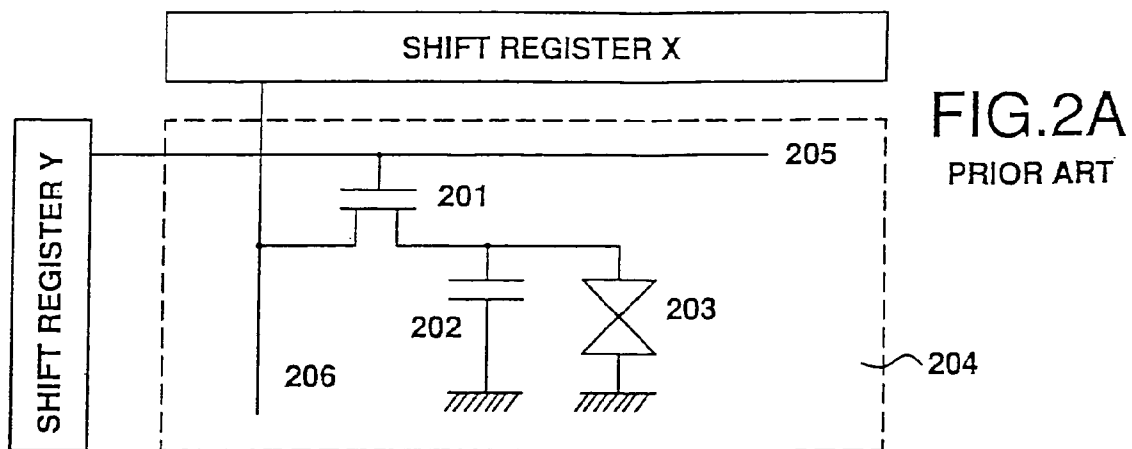 SHIFT REGISTER X
FIG.2A
PRIOR ART
SHIFT REGISTER Y
205
201
202
203
204
206